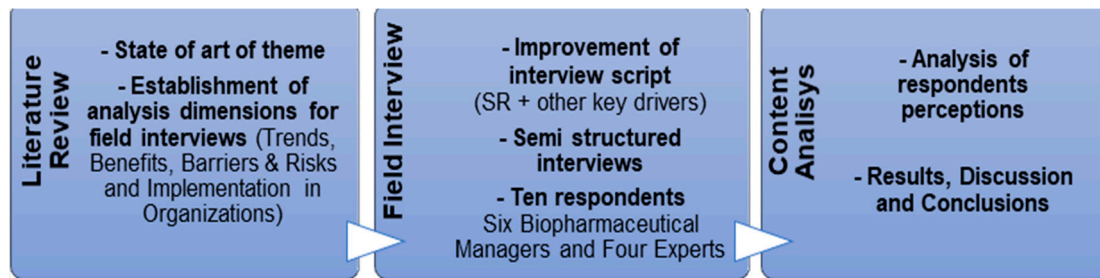 Literature
Review
- State of art of theme
- Establishment of
analysis dimensions for
field interviews (Trends,
Benefits, Barriers & Risks
and Implementation in
Organizations)
Field Interview
- Improvement of
interview script
(SR + other key drivers)
- Semi structured
interviews
- Ten respondents
Six Biopharmaceutical
Managers and Four Experts
Content
Analisys
- Analysis of
respondents
perceptions
- Results, Discussion
and Conclusions